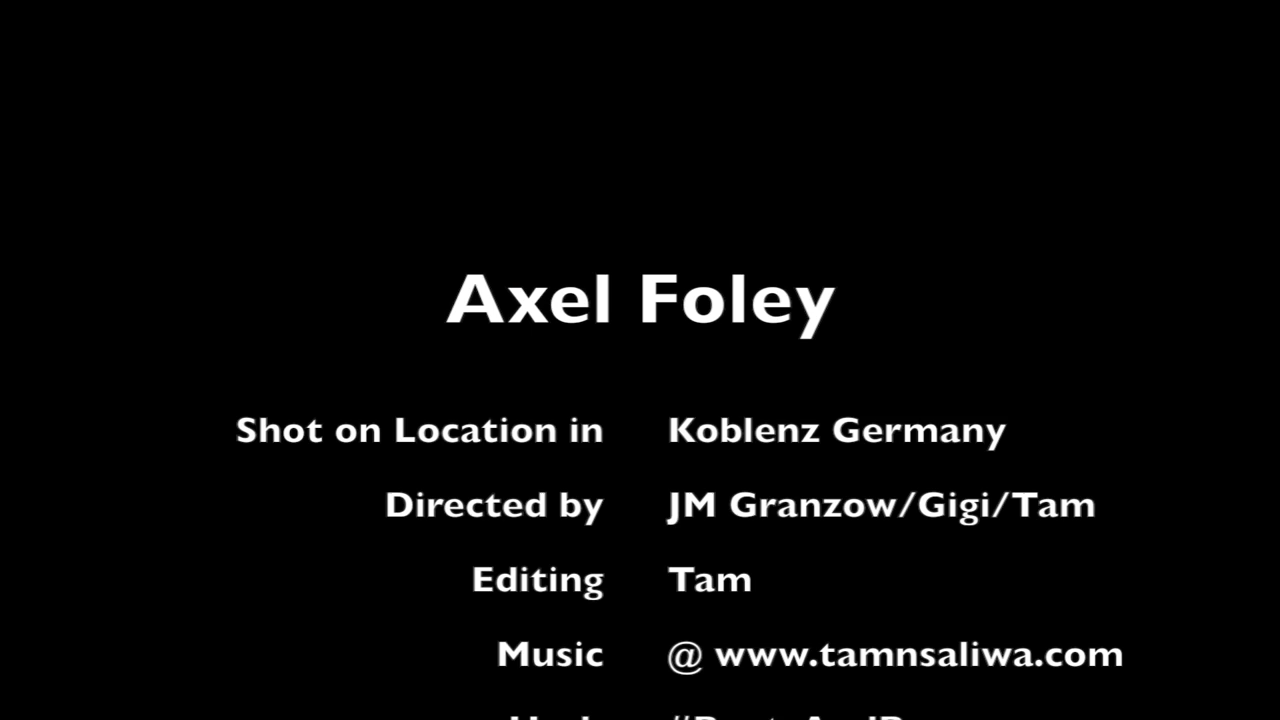 Axel Foley
Shot on Location in Koblenz Germany
Directed by JM Granzow/Gigi/Tam
Editing Tam
Music @ www.tamnsaliwa.com